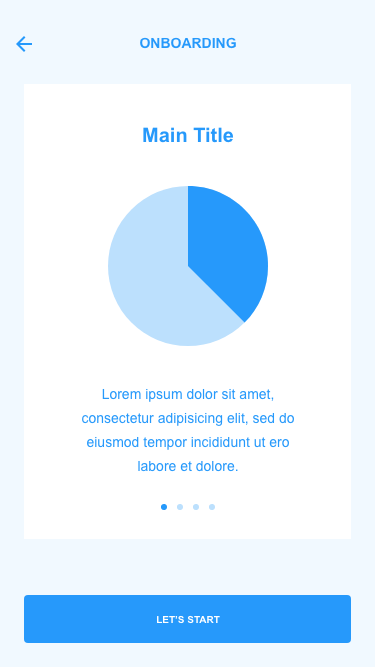 ONBOARDING
Main Title
Lorem ipsum dolor sit amet,
consectetur adipisicing elit, sed do
eiusmod tempor incididunt ut ero
labore et dolore.
LET'S START